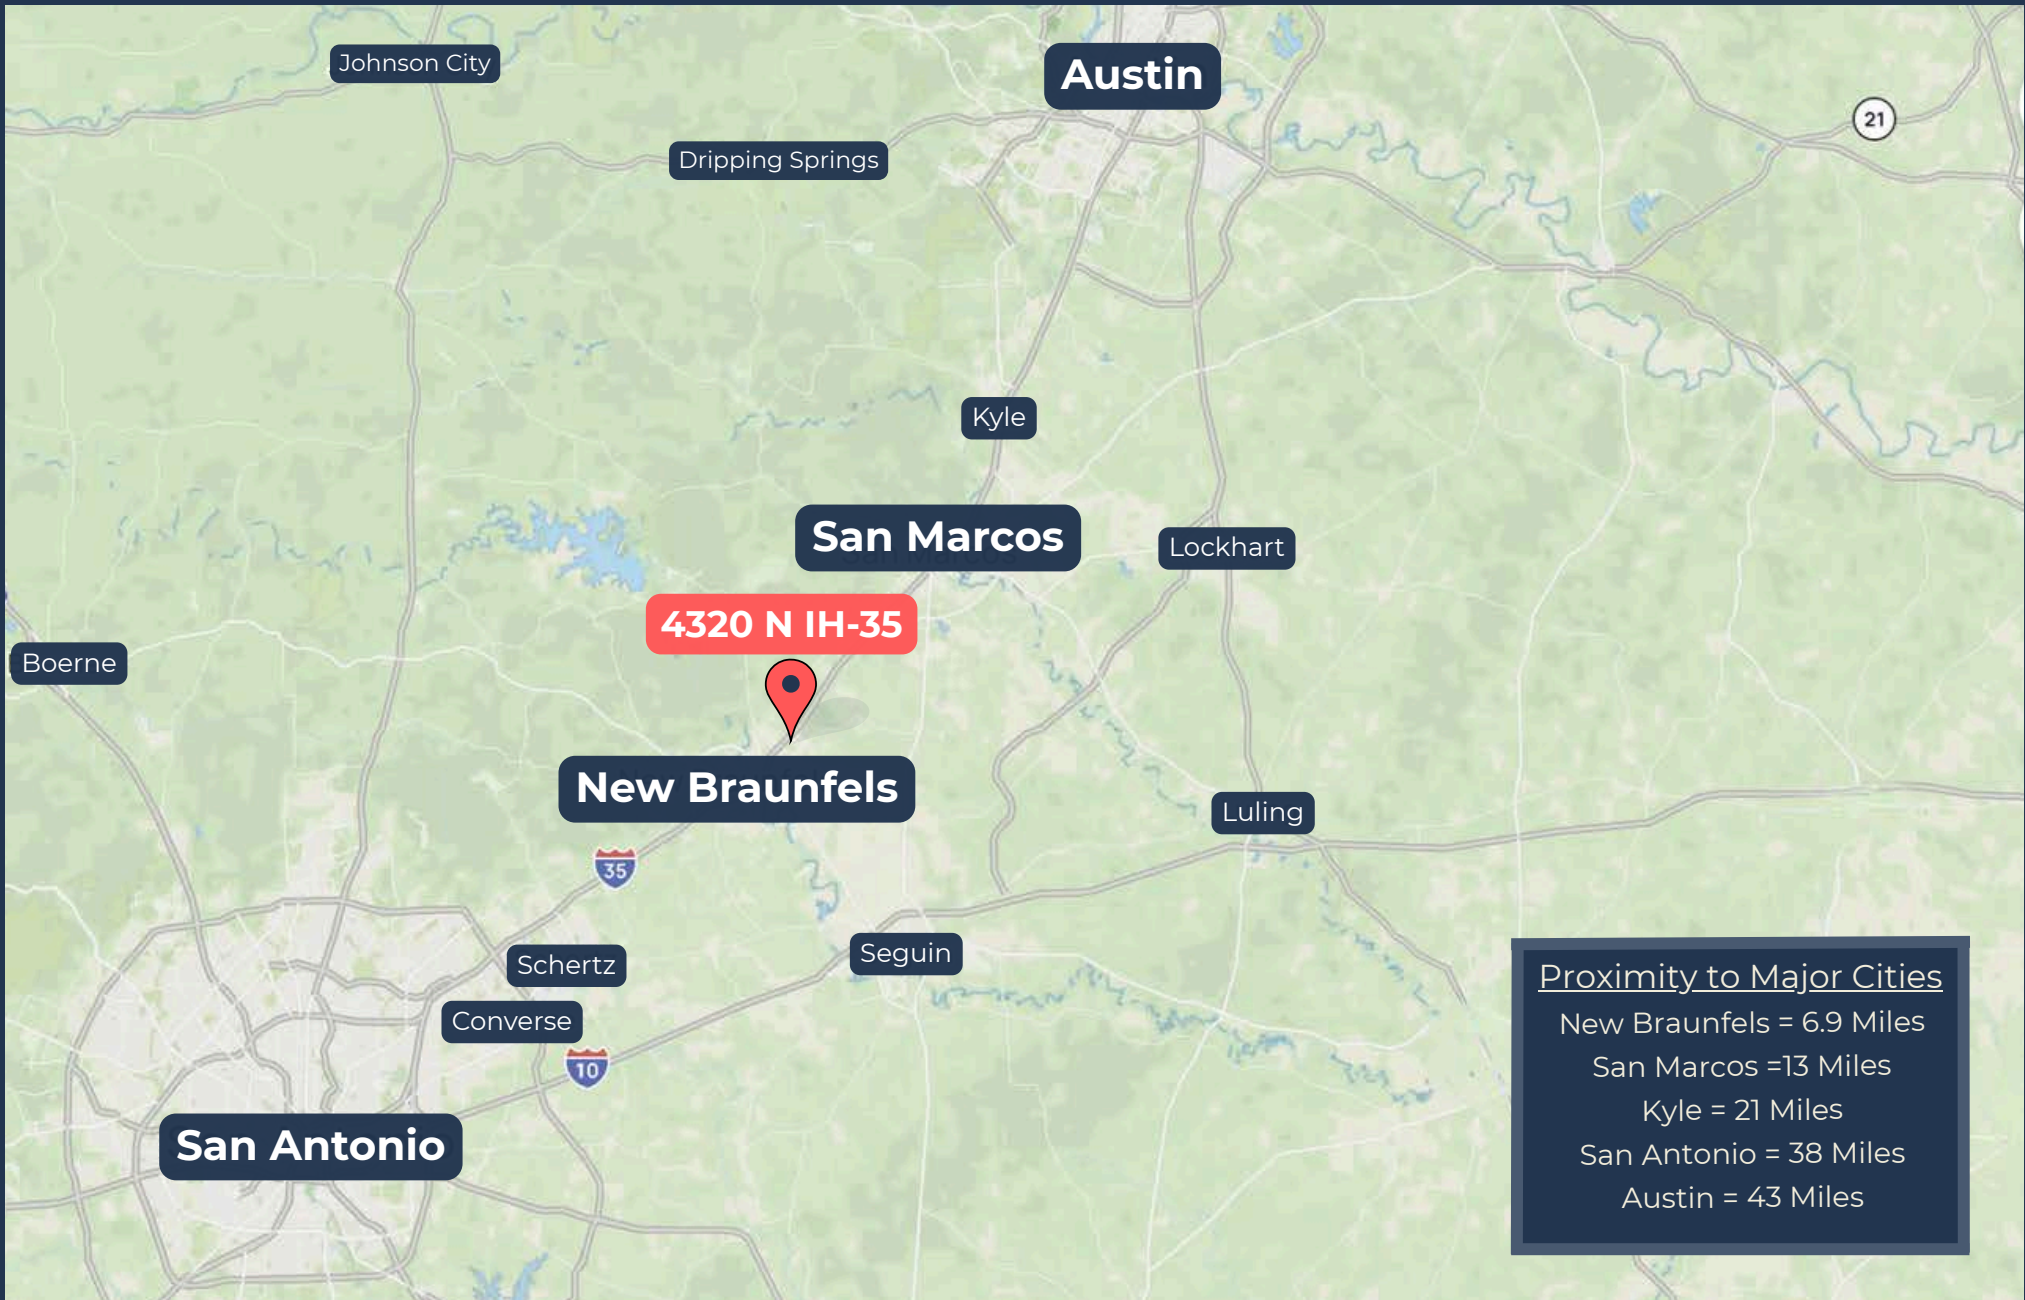 Johnson City
Austin
21
Dripping Springs
Kyle
San Marcos
Lockhart
4320 N IH-35
Boerne
New Braunfels
Luling
35
Schertz
Seguin
Converse
10
San Antonio
Proximity to Major Cities
New Braunfels = 6.9 Miles
San Marcos =13 Miles
Kyle = 21 Miles
San Antonio = 38 Miles
Austin = 43 Miles